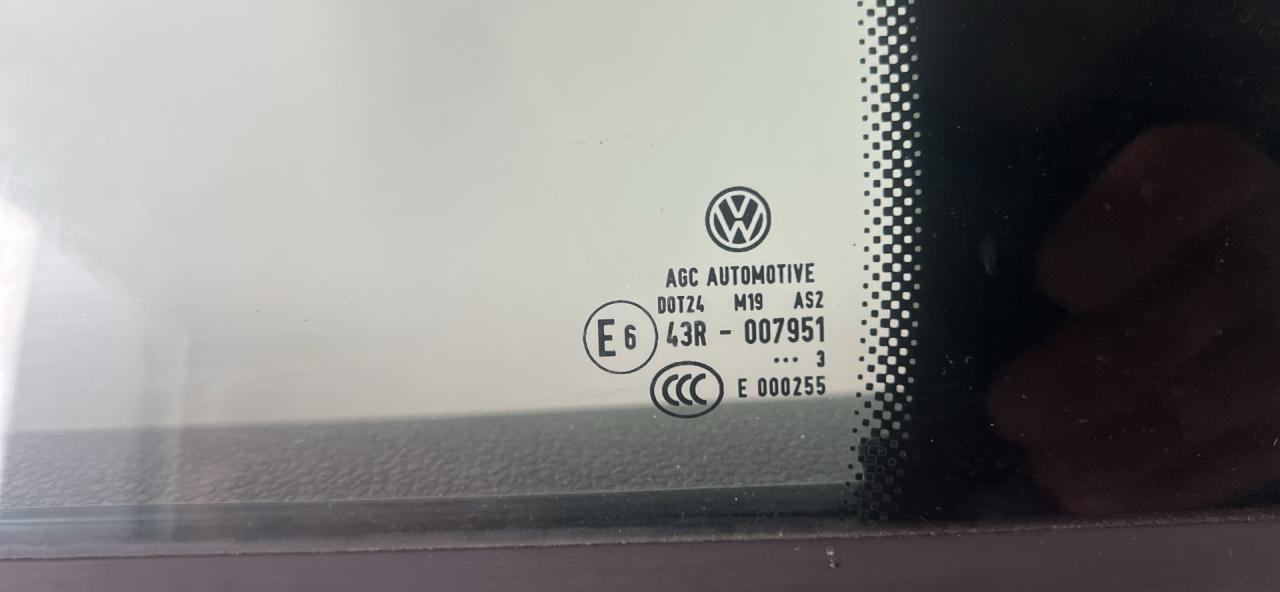 AGC AUTOMOTIVE
DOT24 M19 AS2
E6 43R - 007951
··· 3
CCC E 000255